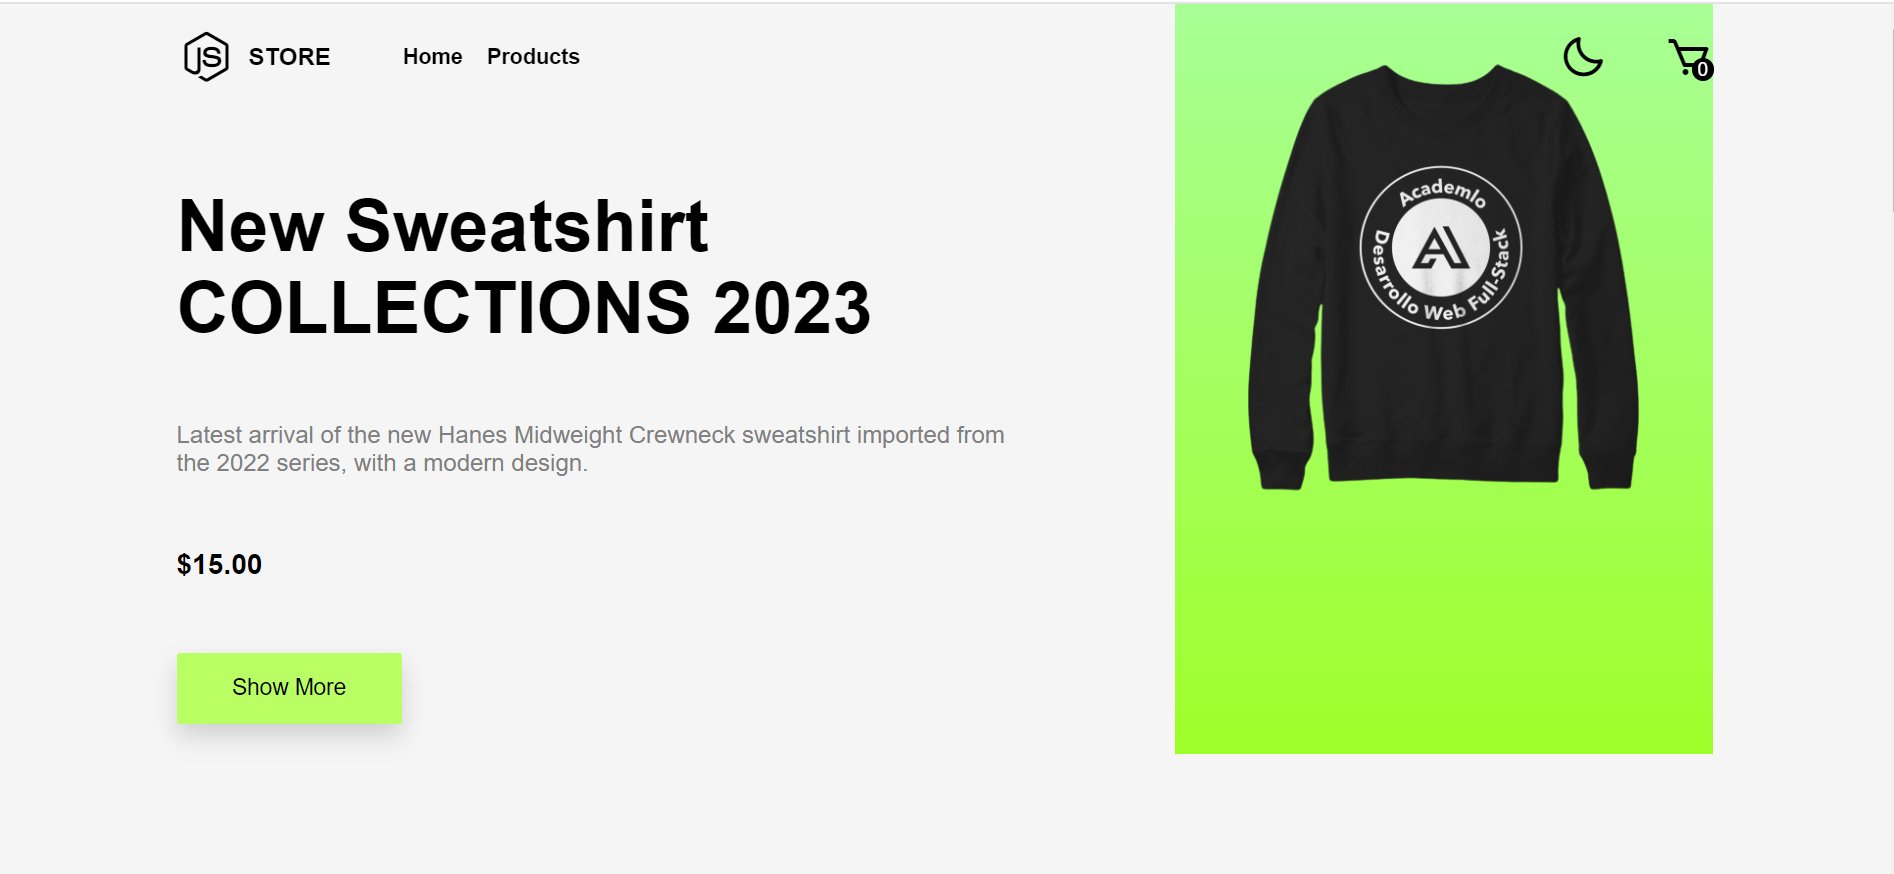 JS STORE Home Products
0
New Sweatshirt
COLLECTIONS 2023
Academlo
Desarrollo Web Full-Stack
Latest arrival of the new Hanes Midweight Crewneck sweatshirt imported from
the 2022 series, with a modern design.
$15.00
Show More